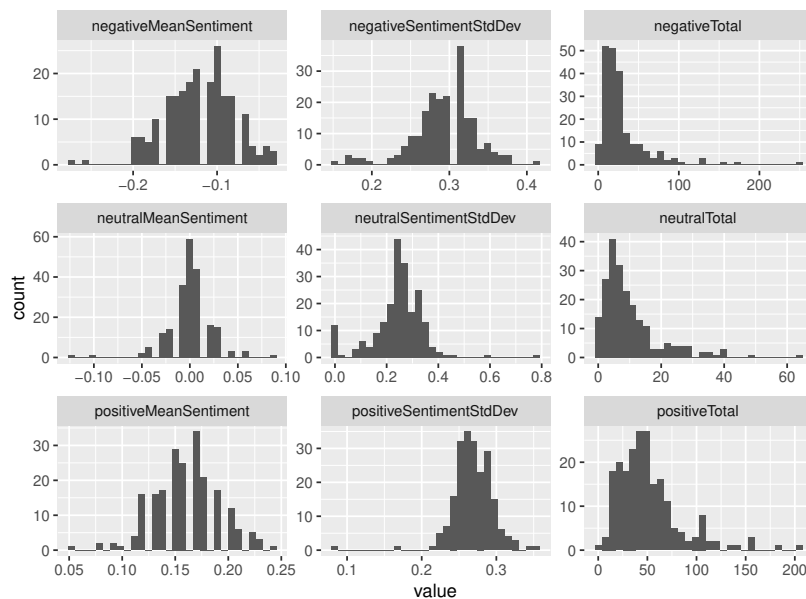 negativeMeanSentiment negativeSentimentStdDev negativeTotal
0 10 20
−0.2 −0.1
0 10 20 30
0.2 0.3 0.4
0 10 20 30 40 50
0 100 200
neutralMeanSentiment neutralSentimentStdDev neutralTotal
0 20 40 60
−0.10 −0.05 0.00 0.05 0.10
0 10 20 30 40
0.0 0.2 0.4 0.6 0.8
0 10 20 30 40
0 20 40 60
positiveMeanSentiment positiveSentimentStdDev positiveTotal
0 10 20 30
0.05 0.10 0.15 0.20 0.25
0 10 20 30
0.1 0.2 0.3
0 10 20
0 50 100 150 200
count
value